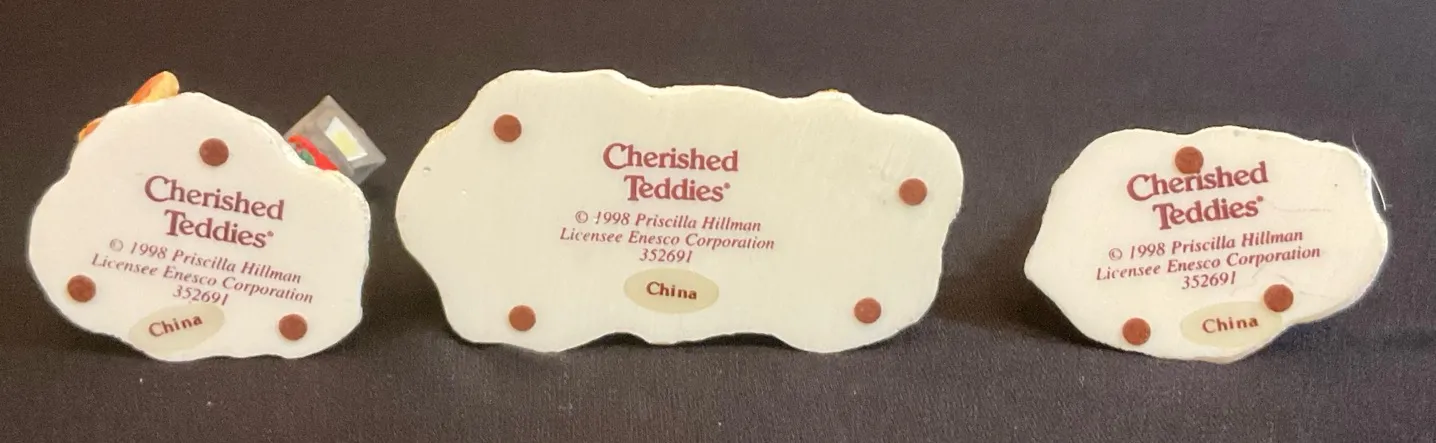 Cherished
Teddies®
© 1998 Priscilla Hillman
Licensee Enesco Corporation
352691
China
Cherished
Teddies®
© 1998 Priscilla Hillman
Licensee Enesco Corporation
352691
China
Cherished
Teddies®
© 1998 Priscilla Hillman
Licensee Enesco Corporation
352691
China